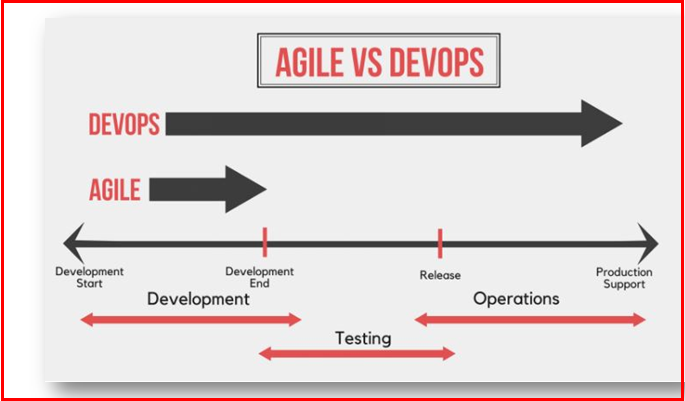 AGILE VS DEVOPS
DEVOPS
AGILE
Development
Start
Development
End
Release
Production
Support
Development
Operations
Testing